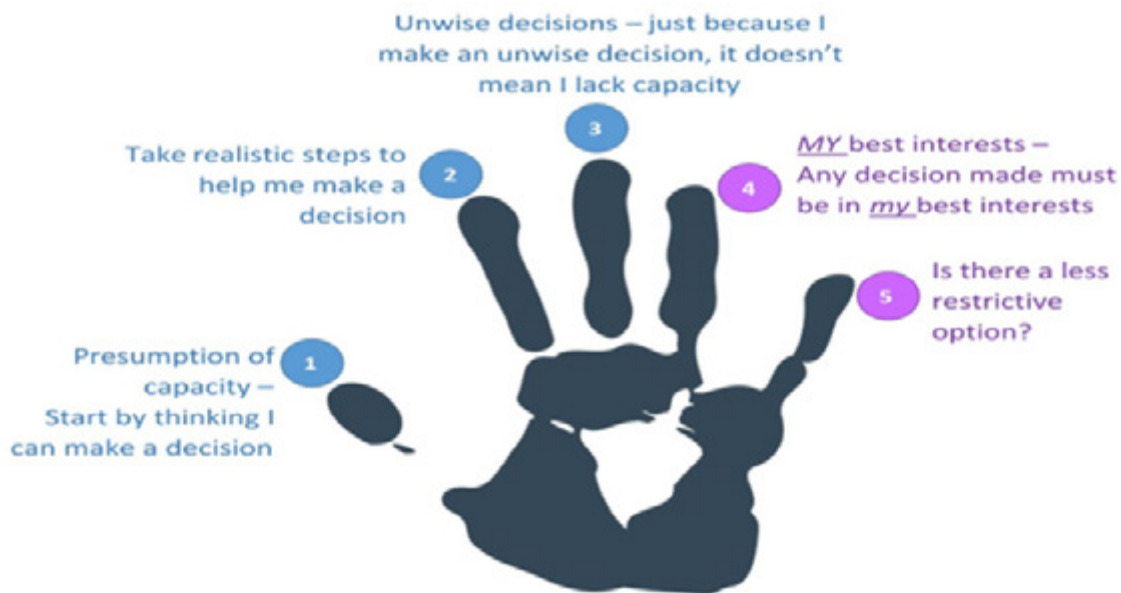 Unwise decisions – just because I
make an unwise decision, it doesn't
mean I lack capacity
3
Take realistic steps to
help me make a
decision
2
MY best interests –
Any decision made must
be in my best interests
4
Is there a less
restrictive
option?
5
Presumption of
capacity –
Start by thinking I
can make a decision
1